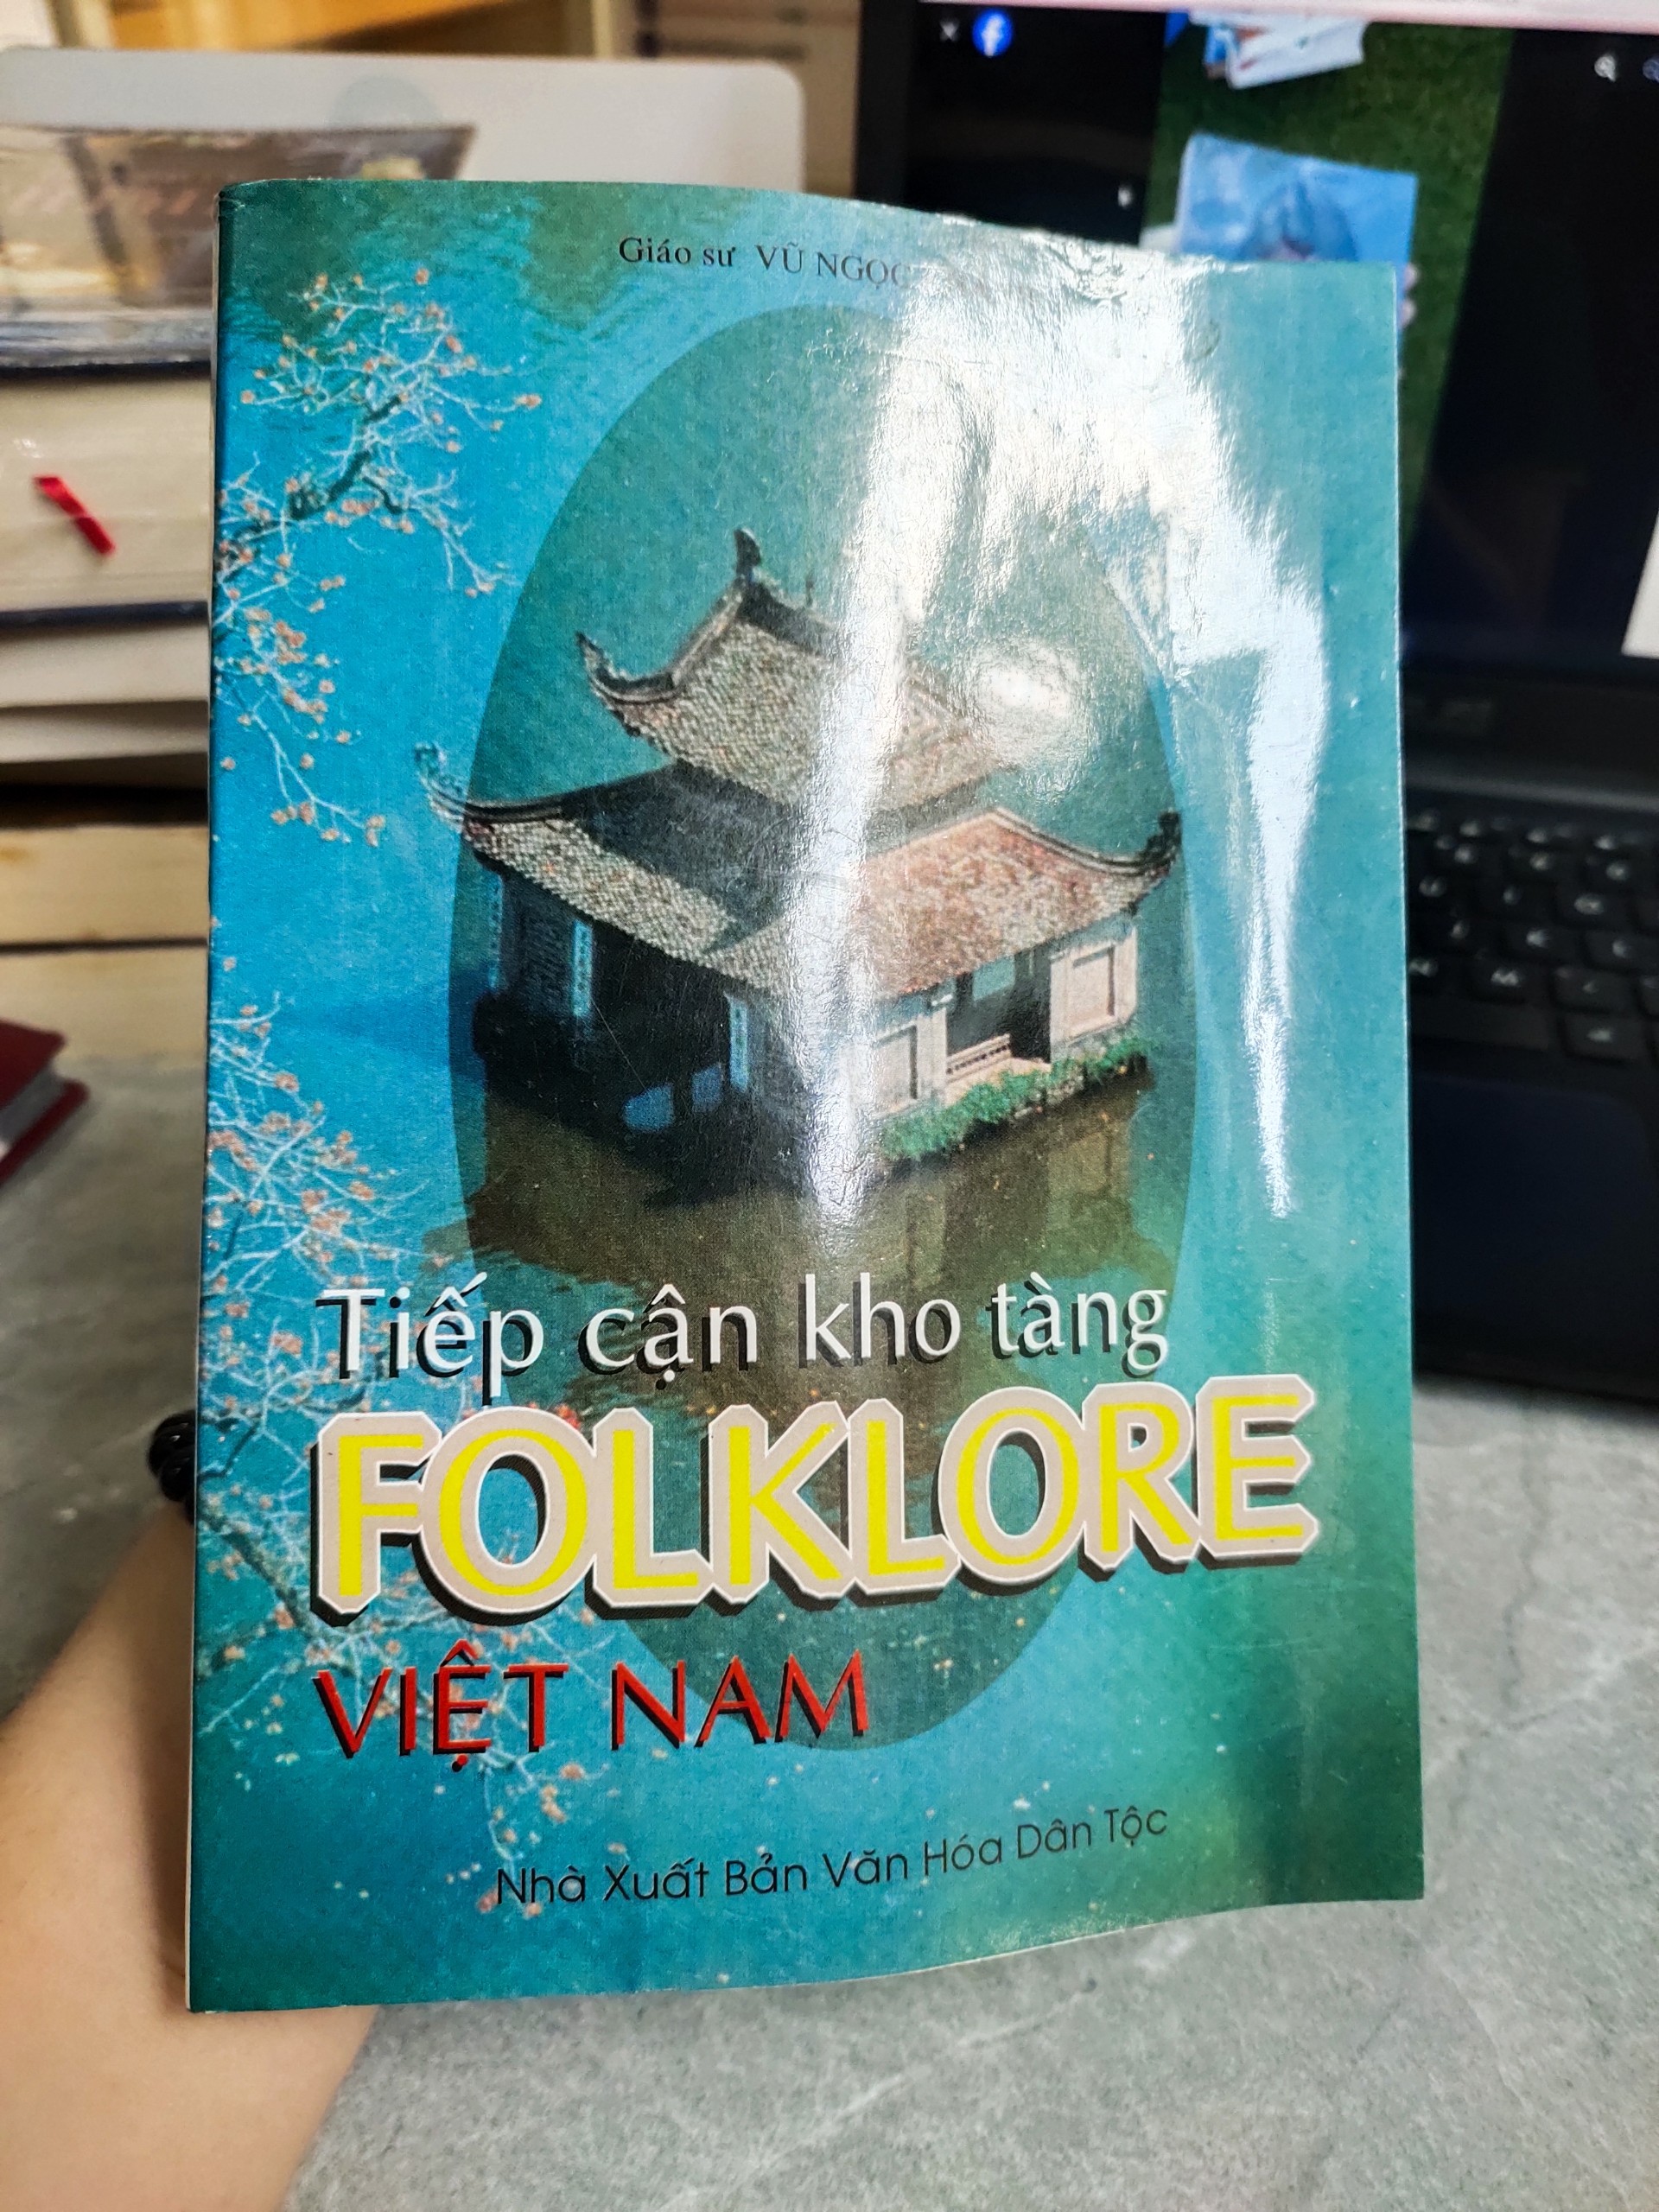 Giáo sư VŨ NGỌC
Tiếp cận kho tàng
FOLKLORE
VIỆT NAM
Nhà Xuất Bản Văn Hóa Dân Tộc